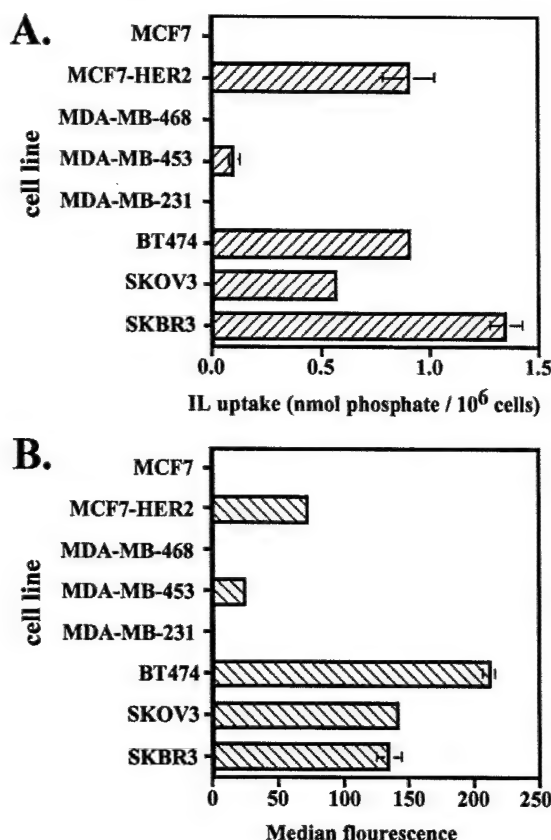 A.
MCF7
MCF7-HER2
MDA-MB-468
MDA-MB-453
MDA-MB-231
BT474
SKOV3
SKBR3
cell line
0.0 0.5 1.0 1.5
IL uptake (nmol phosphate / 10^6 cells)
B.
MCF7
MCF7-HER2
MDA-MB-468
MDA-MB-453
MDA-MB-231
BT474
SKOV3
SKBR3
cell line
0 50 100 150 200 250
Median flourescence